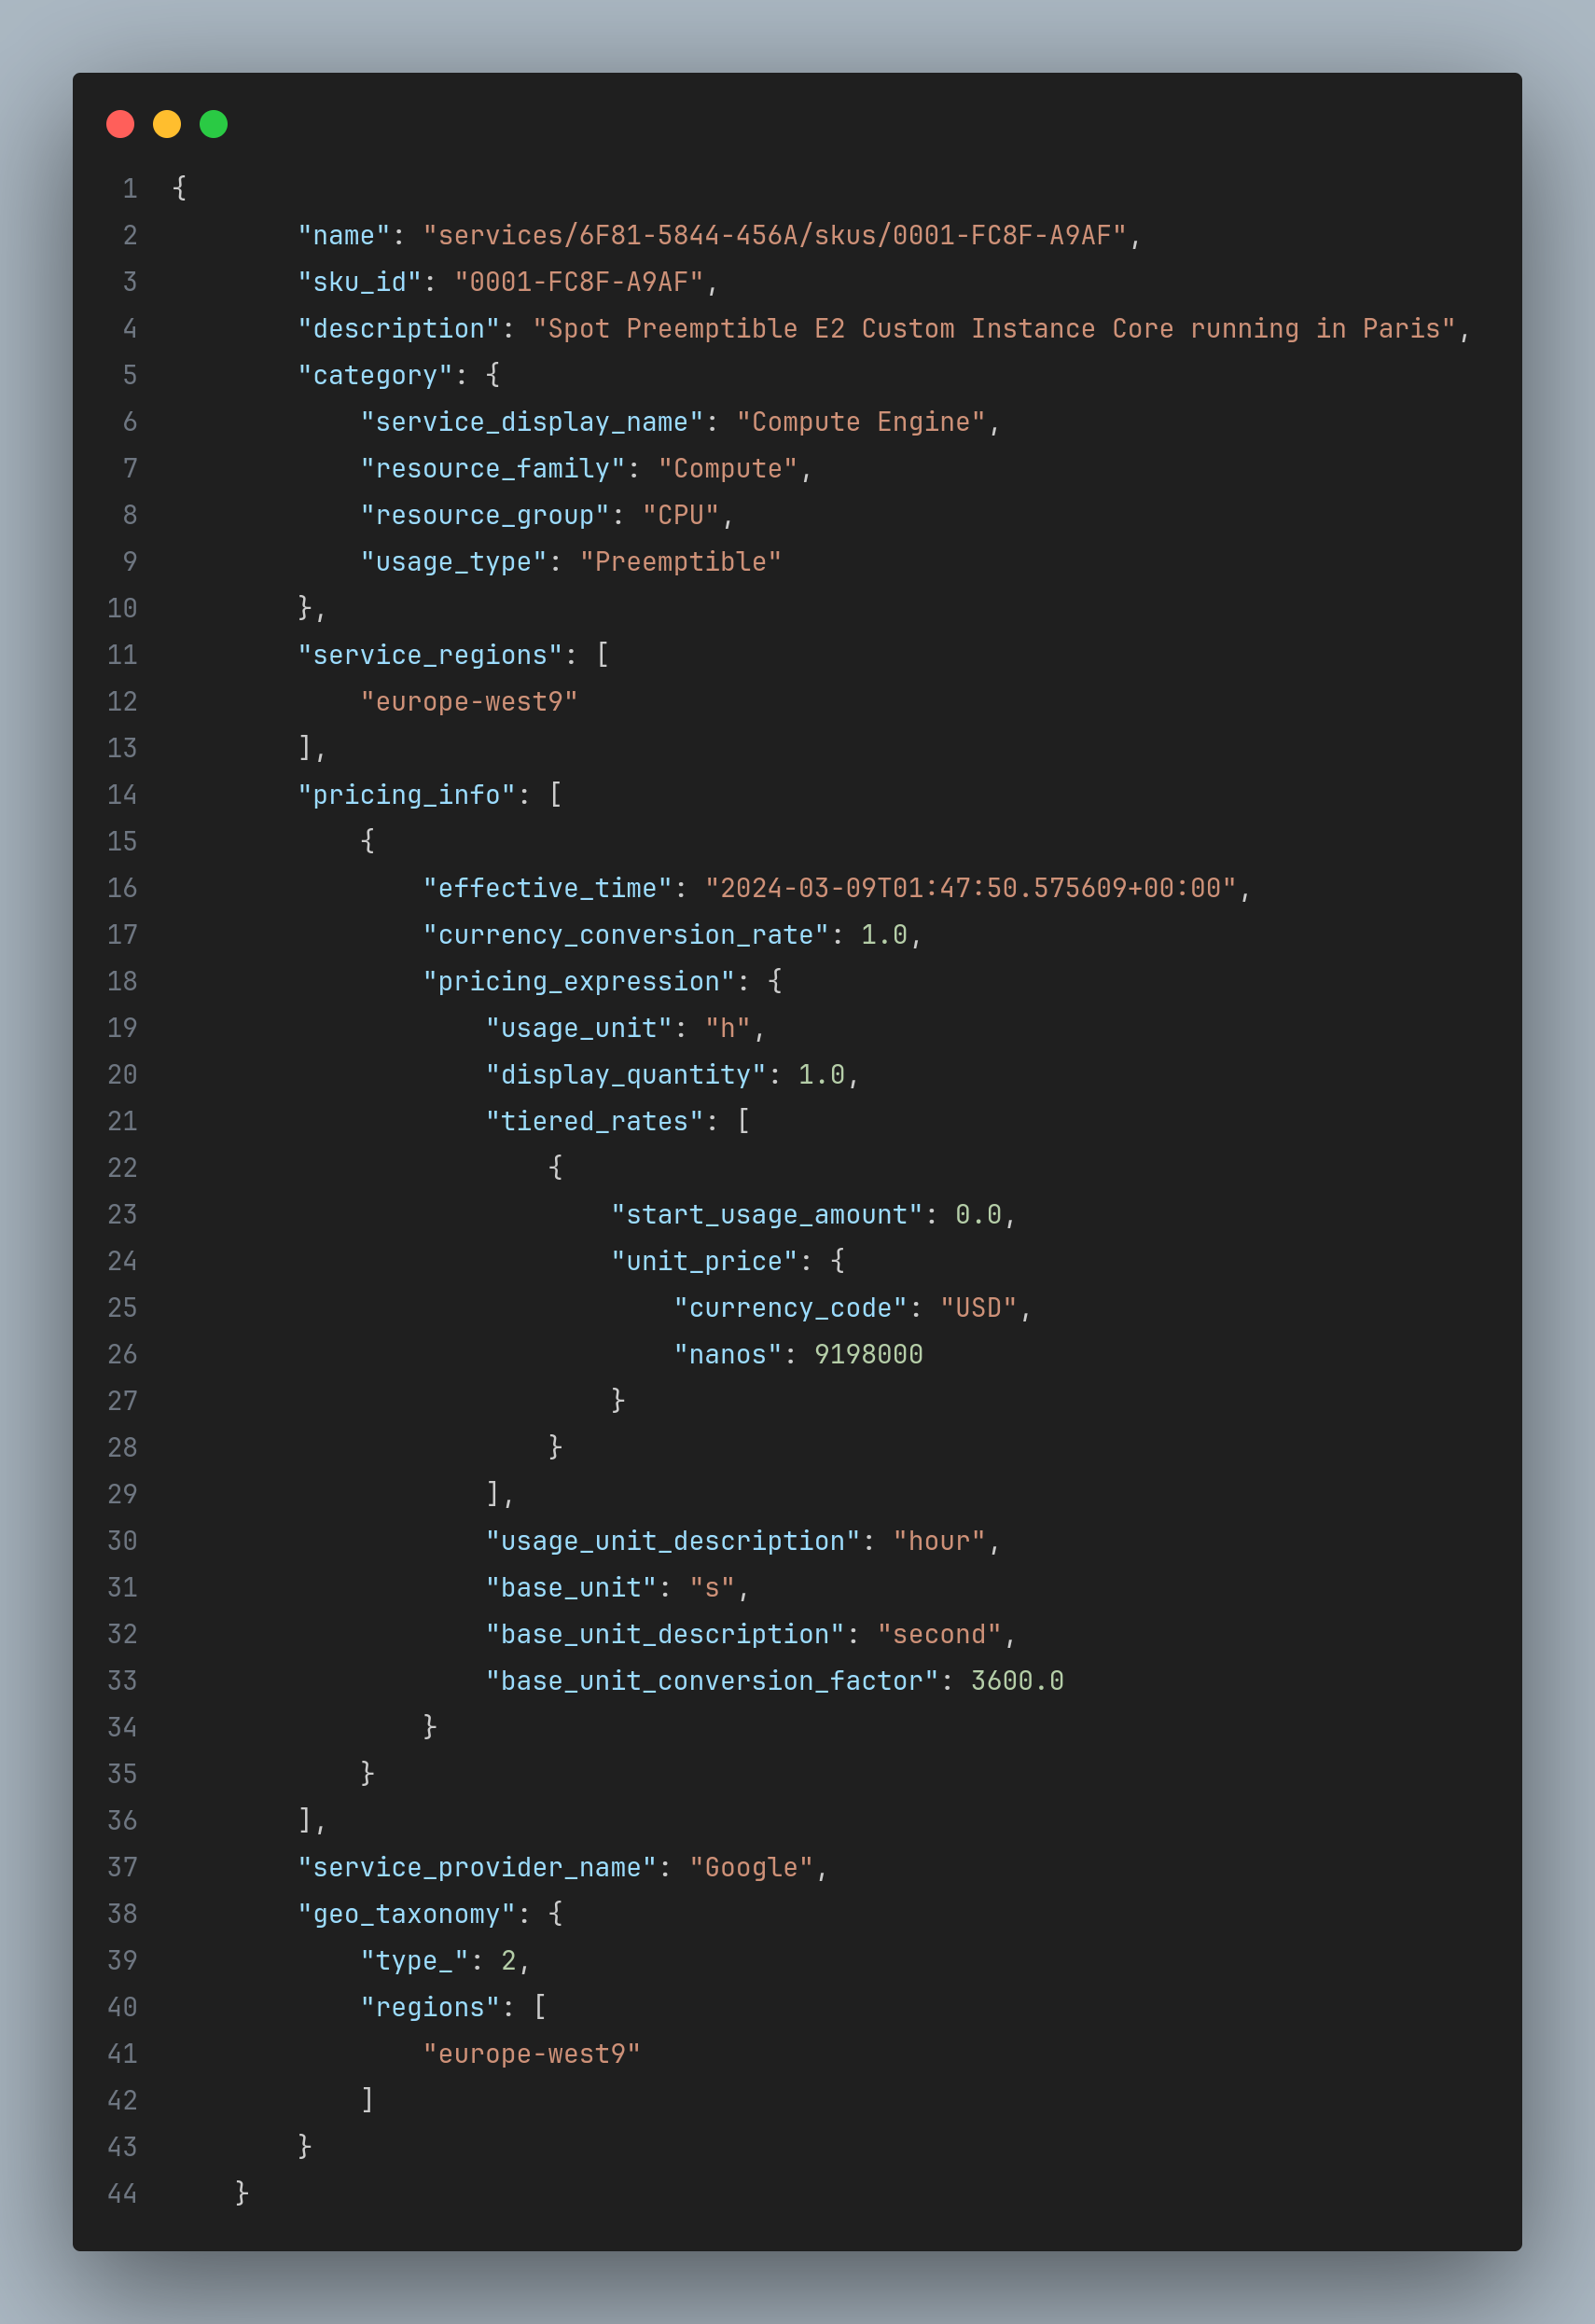 1 {
2         "name": "services/6F81-5844-456A/skus/0001-FC8F-A9AF",
3         "sku_id": "0001-FC8F-A9AF",
4         "description": "Spot Preemptible E2 Custom Instance Core running in Paris",
5         "category": {
6             "service_display_name": "Compute Engine",
7             "resource_family": "Compute",
8             "resource_group": "CPU",
9             "usage_type": "Preemptible"
10         },
11         "service_regions": [
12             "europe-west9"
13         ],
14         "pricing_info": [
15             {
16                 "effective_time": "2024-03-09T01:47:50.575609+00:00",
17                 "currency_conversion_rate": 1.0,
18                 "pricing_expression": {
19                     "usage_unit": "h",
20                     "display_quantity": 1.0,
21                     "tiered_rates": [
22                         {
23                             "start_usage_amount": 0.0,
24                             "unit_price": {
25                                 "currency_code": "USD",
26                                 "nanos": 9198000
27                             }
28                         }
29                     ],
30                     "usage_unit_description": "hour",
31                     "base_unit": "s",
32                     "base_unit_description": "second",
33                     "base_unit_conversion_factor": 3600.0
34                 }
35             }
36         ],
37         "service_provider_name": "Google",
38         "geo_taxonomy": {
39             "type_": 2,
40             "regions": [
41                 "europe-west9"
42             ]
43         }
44     }